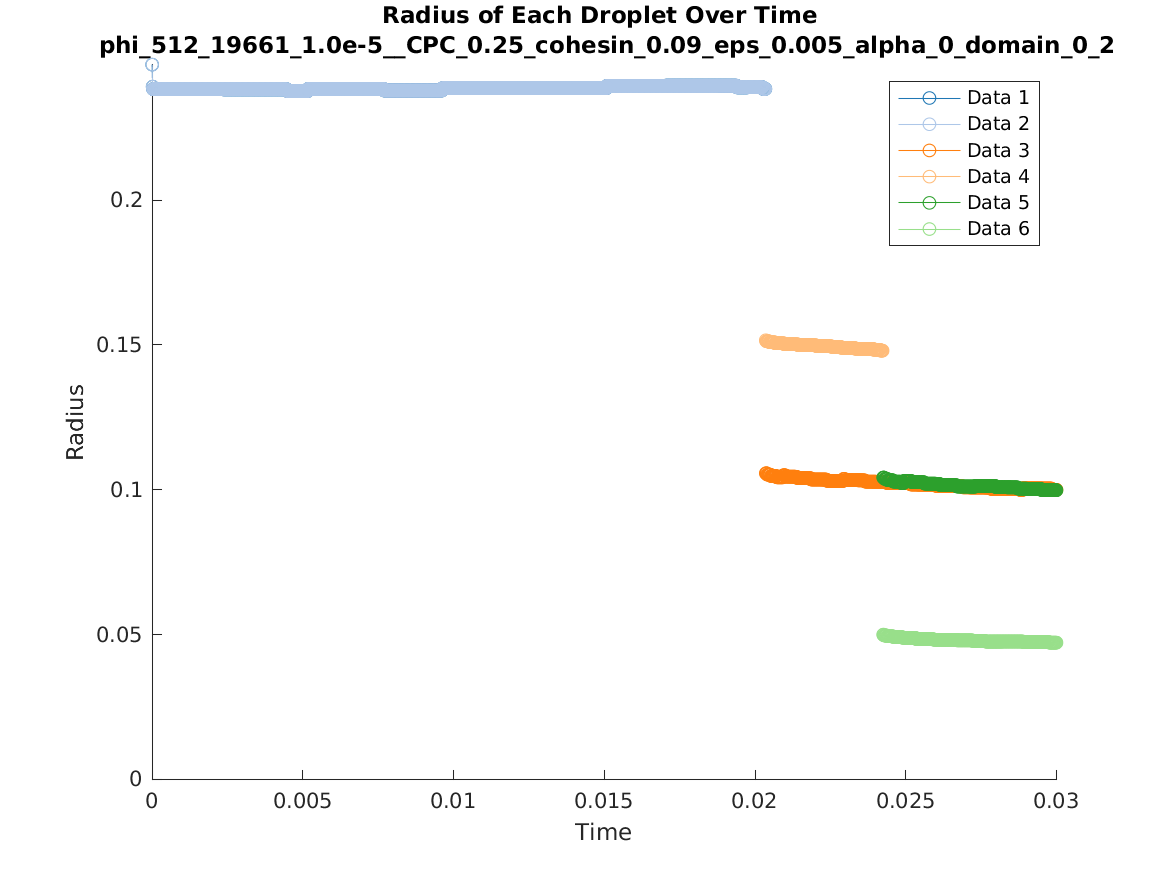 Radius of Each Droplet Over Time
phi_512_19661_1.0e-5__CPC_0.25_cohesin_0.09_eps_0.005_alpha_0_domain_0_2
Data 1
Data 2
Data 3
Data 4
Data 5
Data 6
0.2
0.15
0.1
0.05
0
Radius
0
0.005
0.01
0.015
0.02
0.025
0.03
Time